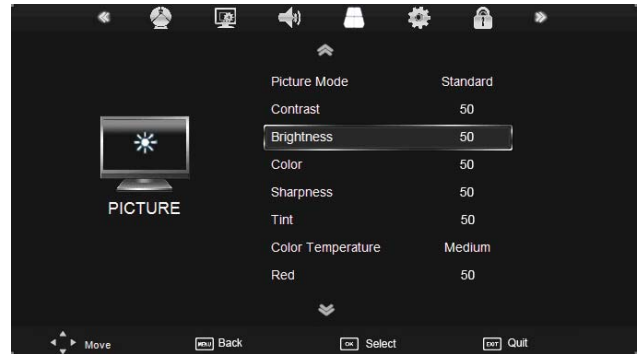 Picture Mode Standard
Contrast 50
Brightness 50
Color 50
Sharpness 50
PICTURE
Tint 50
Color Temperature Medium
Red 50
Move MENU Back OK Select EXIT Quit